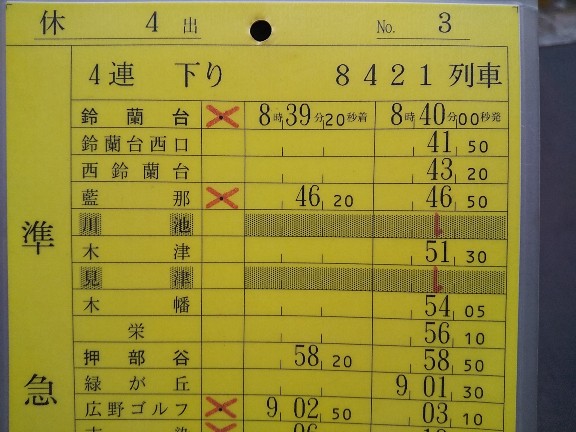 休 4 出 No. 3
準急
4連 下り 8421列車
鈴蘭台 8時39分20秒着 8時40分00秒発
鈴蘭台西口 41 50
西鈴蘭台 43 20
藍那 46 20 46 50
川池
木津 51 30
見津
木幡 54 05
栄 56 10
押部谷 58 20 58 50
緑が丘 9 01 30
広野ゴルフ 9 02 50 03 10